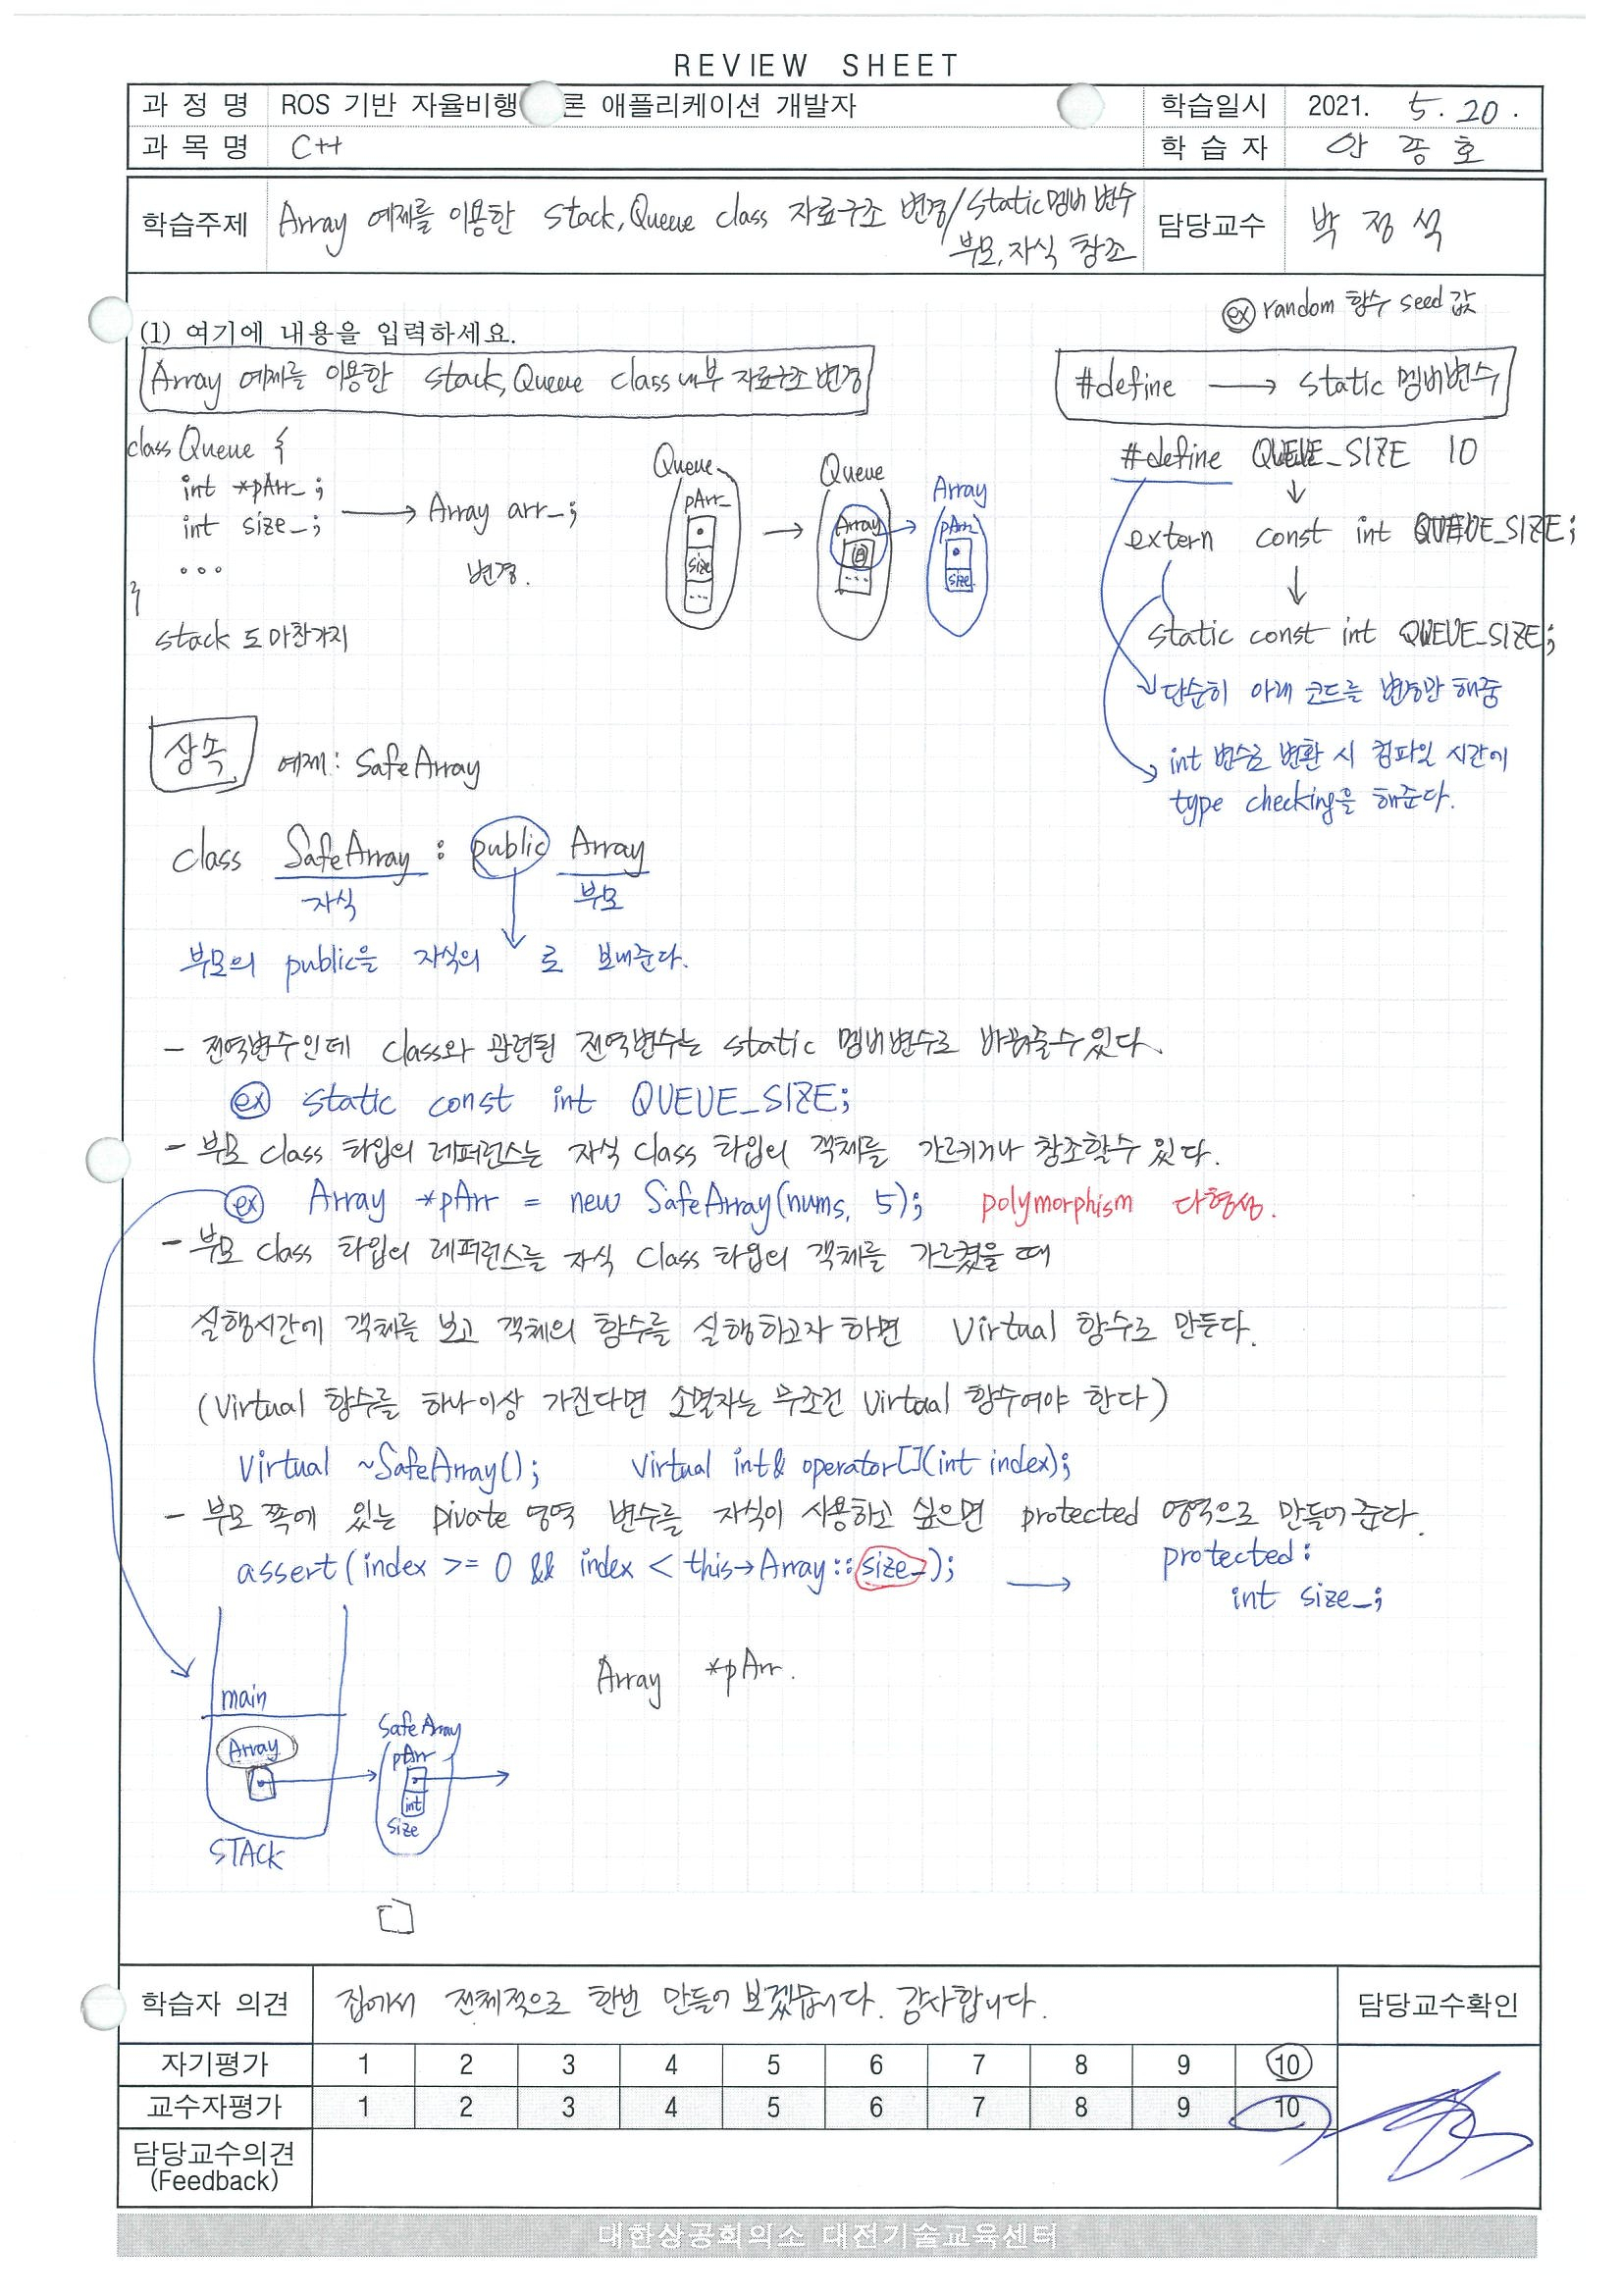 REVIEW SHEET
과 정 명 ROS 기반 자율비행 론 애플리케이션 개발자 학습일시 2021. 5. 20.
과 목 명 C++ 학 습 자 안 종 호
학습주제 Array 예제를 이용한 Stack, Queue class 자료구조 변경/static 멤버 변수
부모, 자식 창조 담당교수 박 정 석
ⓔⓧ random 함수 seed 값
(1) 여기에 내용을 입력하세요.
Array 예제를 이용한 stack, Queue class 내부 자료구조 변경
#define → static 멤버변수
class Queue {
int *pArr_;
int size_;
...
}
→ Array arr_;
변경.
stack 도 마찬가지
Queue
pArr_
size
...
→
Queue
Array
...
→
Array
pArr_
size
#define QUEUE_SIZE 10
↓
extern const int QUEUE_SIZE;
↓
static const int QUEUE_SIZE;
단순히 아래 코드를 변경만 해줌
int 변수로 변환 시 컴파일 시간에
type checking을 해준다.
상속 예제: SafeArray
class SafeArray : public Array
자식 부모
부모의 public을 자식의 로 보내준다.
- 전역변수인데 class와 관련된 전역변수는 static 멤버변수로 바꿔줄수있다.
ⓔⓧ static const int QUEUE_SIZE;
- 부모 class 타입의 레퍼런스는 자식 class 타입의 객체를 가르키거나 창조할수 있다.
ⓔⓧ Array *pArr = new SafeArray(nums, 5); polymorphism 다형성.
- 부모 class 타입의 레퍼런스를 자식 class 타입의 객체를 가르켰을 때
실행시간에 객체를 보고 객체의 함수를 실행하고자 하면 Virtual 함수로 만든다.
(Virtual 함수를 하나이상 가진다면 소멸자는 무조건 Virtual 함수여야 한다)
Virtual ~SafeArray(); Virtual int& operator[](int index);
- 부모 쪽에 있는 pivate 영역 변수를 자식이 사용하고 싶으면 protected 영역으로 만들어 준다.
assert(index >= 0 && index < this→Array::size_); → protected:
int size_;
Array *pArr.
main
Array
STACK
SafeArray
pArr
int
size
학습자 의견 집에서 전체적으로 한번 만들어 보겠습니다. 감사합니다. 담당교수확인
자기평가 1 2 3 4 5 6 7 8 9 10
교수자평가 1 2 3 4 5 6 7 8 9 10
담당교수의견
(Feedback)
대한상공회의소 대전기술교육센터